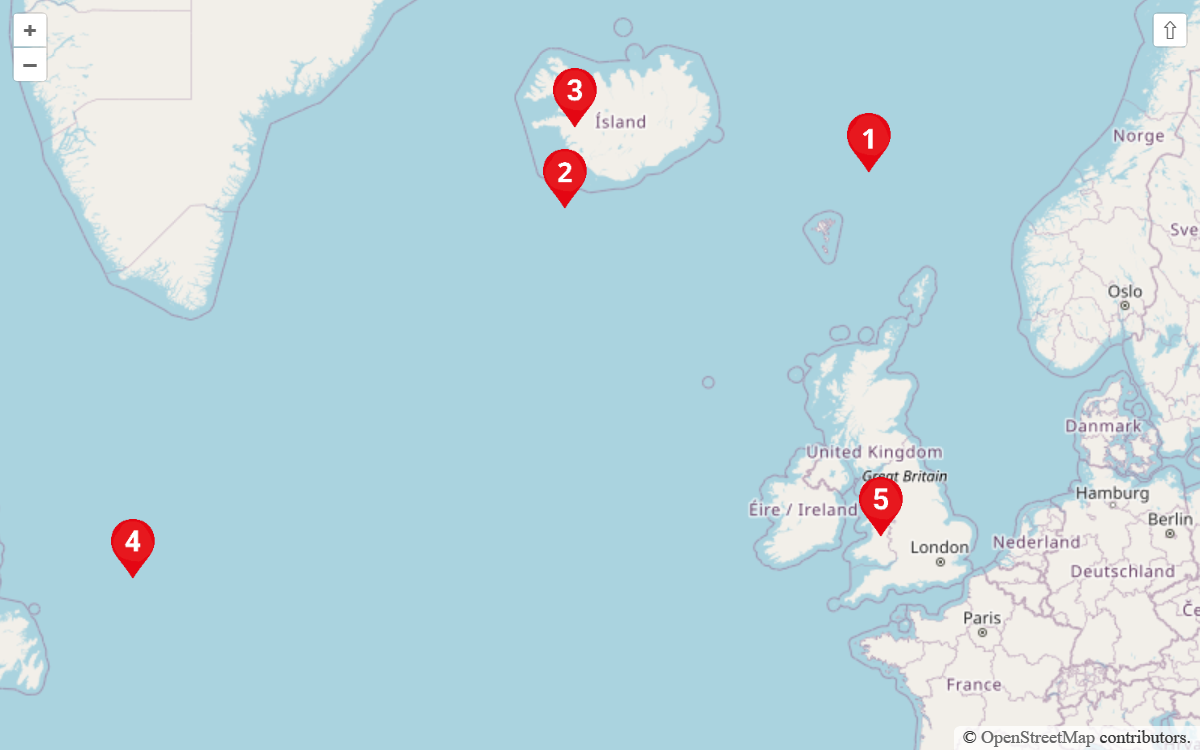 +
−
⇧
3
Ísland
1
Norge
2
Sve
Oslo
Danmark
United Kingdom
Great Britain
Hamburg
5
Éire / Ireland
Berlin
4
London
Nederland
Deutschland
Če
Paris
France
© OpenStreetMap contributors.